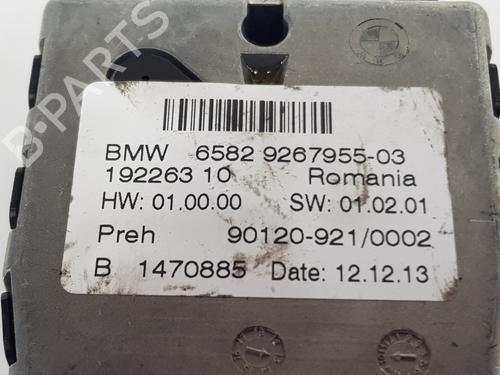 B-PARTS
BMW 6582 9267955-03
192263 10 Romania
HW: 01.00.00 SW: 01.02.01
Preh 90120-921/0002
B 1470885 Date: 12.12.13